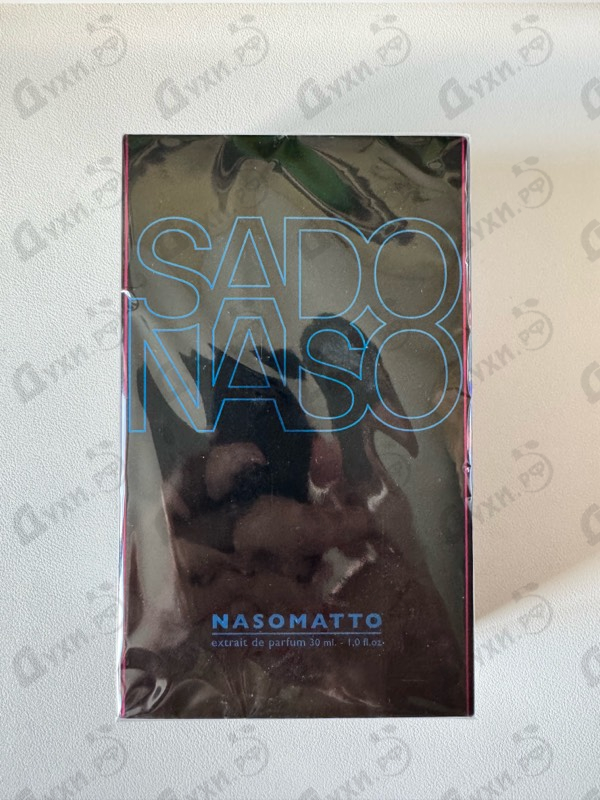 SADO
NASO
NASOMATTO
extrait de parfum 30 ml. - 1,0 fl.oz.
Духи.РФ